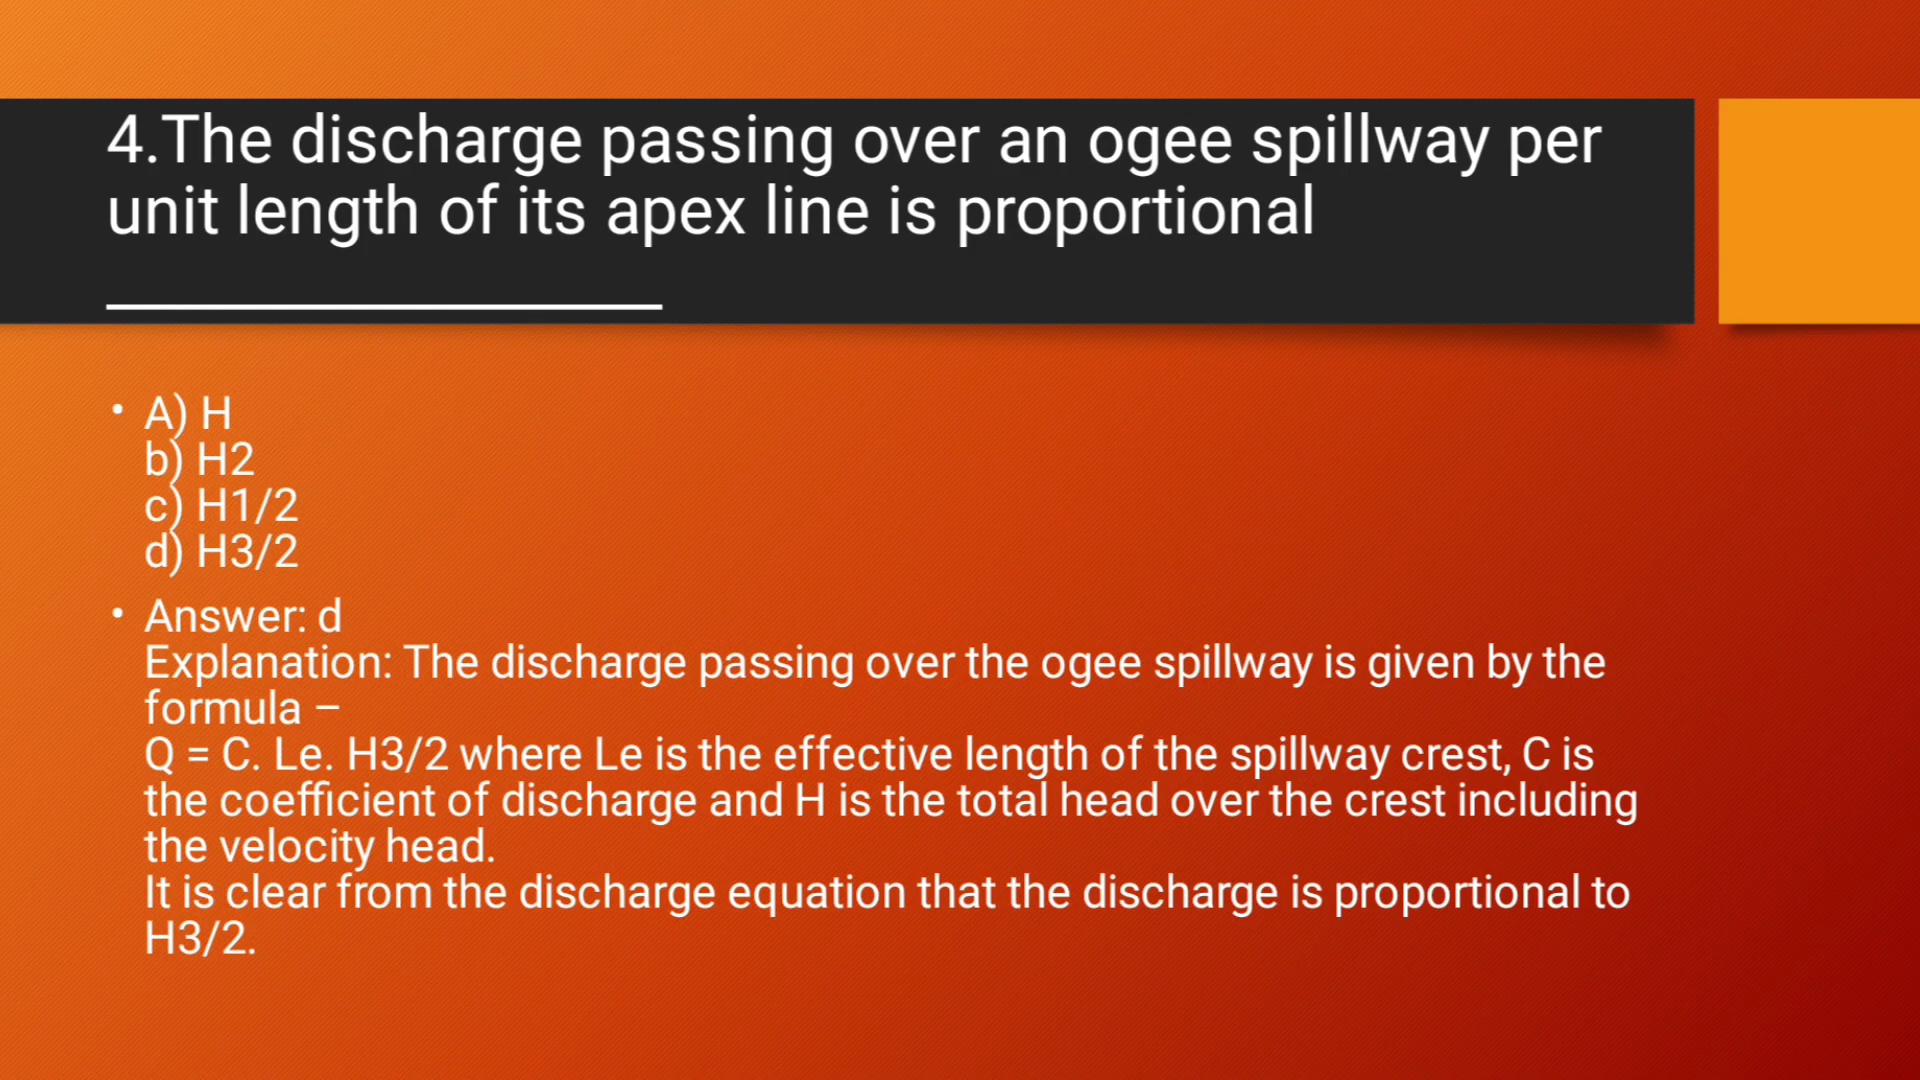 4.The discharge passing over an ogee spillway per
unit length of its apex line is proportional
_______________
• A) H
b) H2
c) H1/2
d) H3/2
• Answer: d
Explanation: The discharge passing over the ogee spillway is given by the
formula –
Q = C. Le. H3/2 where Le is the effective length of the spillway crest, C is
the coefficient of discharge and H is the total head over the crest including
the velocity head.
It is clear from the discharge equation that the discharge is proportional to
H3/2.